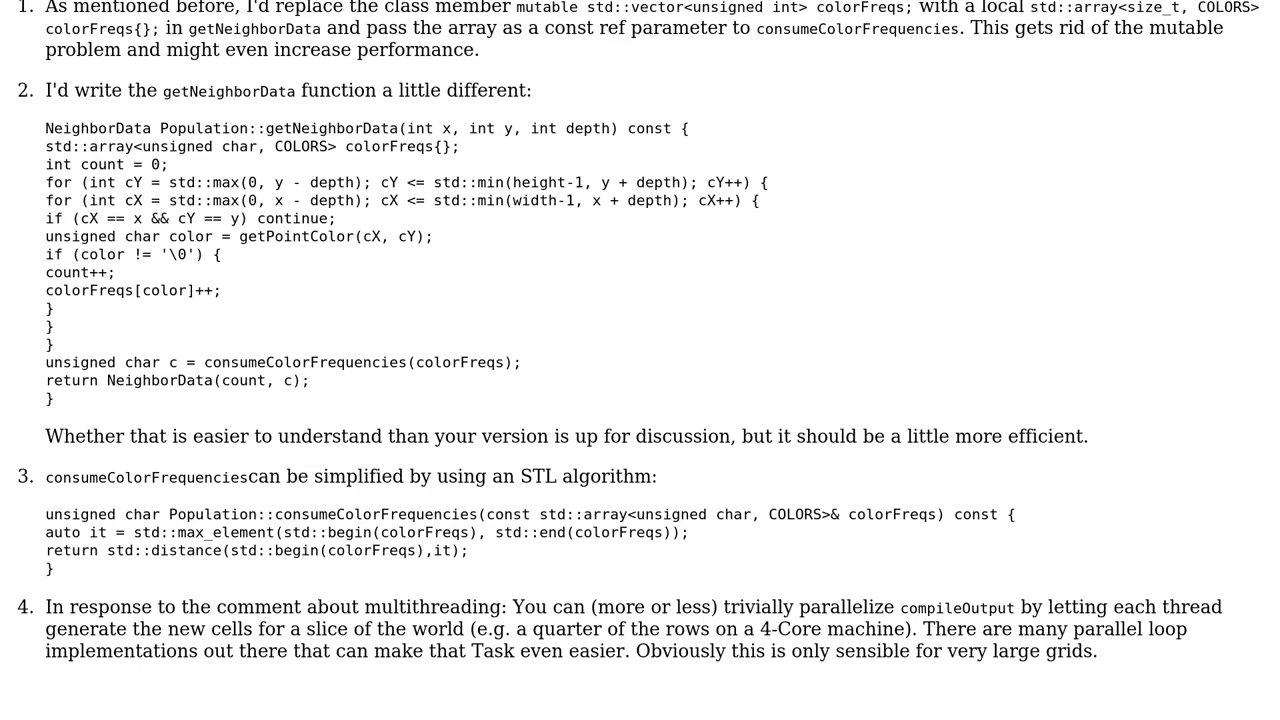 1. As mentioned before, I'd replace the class member mutable std::vector<unsigned int> colorFreqs; with a local std::array<size_t, COLORS>
colorFreqs{}; in getNeighborData and pass the array as a const ref parameter to consumeColorFrequencies. This gets rid of the mutable
problem and might even increase performance.
2. I'd write the getNeighborData function a little different:
NeighborData Population::getNeighborData(int x, int y, int depth) const {
std::array<unsigned char, COLORS> colorFreqs{};
int count = 0;
for (int cY = std::max(0, y - depth); cY <= std::min(height-1, y + depth); cY++) {
for (int cX = std::max(0, x - depth); cX <= std::min(width-1, x + depth); cX++) {
if (cX == x && cY == y) continue;
unsigned char color = getPointColor(cX, cY);
if (color != '\0') {
count++;
colorFreqs[color]++;
}
}
}
unsigned char c = consumeColorFrequencies(colorFreqs);
return NeighborData(count, c);
}
Whether that is easier to understand than your version is up for discussion, but it should be a little more efficient.
3. consumeColorFrequenciescan be simplified by using an STL algorithm:
unsigned char Population::consumeColorFrequencies(const std::array<unsigned char, COLORS>& colorFreqs) const {
auto it = std::max_element(std::begin(colorFreqs), std::end(colorFreqs));
return std::distance(std::begin(colorFreqs),it);
}
4. In response to the comment about multithreading: You can (more or less) trivially parallelize compileOutput by letting each thread
generate the new cells for a slice of the world (e.g. a quarter of the rows on a 4-Core machine). There are many parallel loop
implementations out there that can make that Task even easier. Obviously this is only sensible for very large grids.